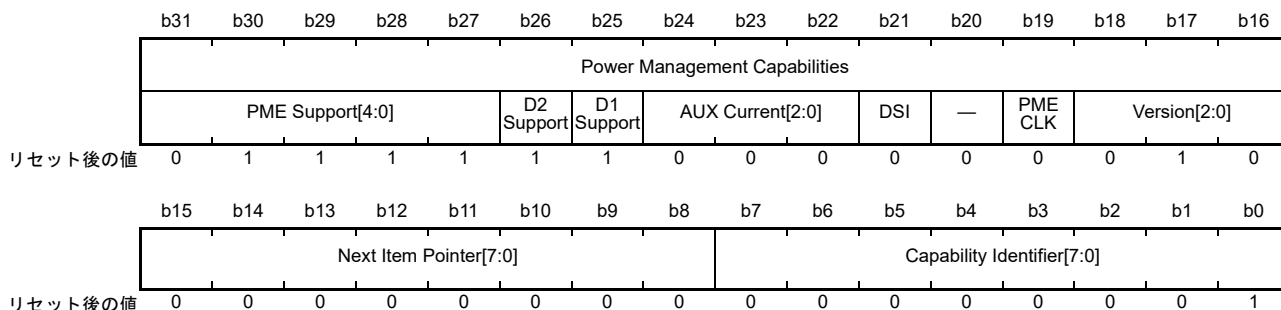 b31 b30 b29 b28 b27 b26 b25 b24 b23 b22 b21 b20 b19 b18 b17 b16
Power Management Capabilities
PME Support[4:0] D2 Support D1 Support AUX Current[2:0] DSI — PME CLK Version[2:0]
リセット後の値 0 1 1 1 1 1 1 0 0 0 0 0 0 0 1 0
b15 b14 b13 b12 b11 b10 b9 b8 b7 b6 b5 b4 b3 b2 b1 b0
Next Item Pointer[7:0] Capability Identifier[7:0]
リセット後の値 0 0 0 0 0 0 0 0 0 0 0 0 0 0 0 1